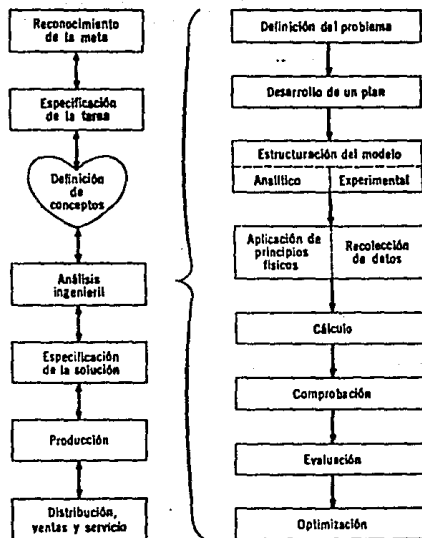 Reconocimiento
de la meta
Especificación
de la tarea
Definición
de
conceptos
Análisis
ingenieril
Especificación
de la solución
Producción
Distribución,
ventas y servicio
Definición del problema
Desarrollo de un plan
Estructuración del modelo
Analítico
Experimental
Aplicación de
principios
físicos
Recolección
de datos
Cálculo
Comprobación
Evaluación
Optimización